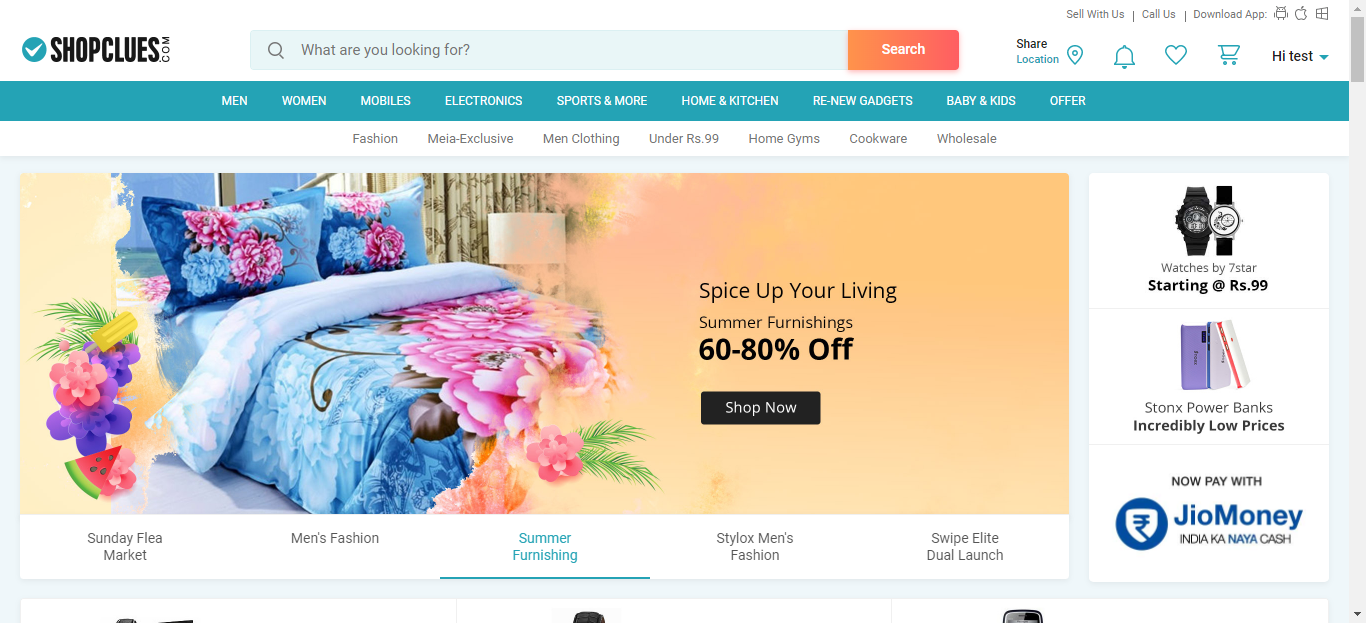 Sell With Us | Call Us | Download App:
SHOPCLUES.COM
What are you looking for?
Search
Share
Location
Hi test
MEN WOMEN MOBILES ELECTRONICS SPORTS & MORE HOME & KITCHEN RE-NEW GADGETS BABY & KIDS OFFER
Fashion Meia-Exclusive Men Clothing Under Rs.99 Home Gyms Cookware Wholesale
Spice Up Your Living
Summer Furnishings
60-80% Off
Shop Now
Sunday Flea
Market
Men's Fashion
Summer
Furnishing
Stylox Men's
Fashion
Swipe Elite
Dual Launch
Watches by 7star
Starting @ Rs.99
Stonx Power Banks
Incredibly Low Prices
NOW PAY WITH
JioMoney
INDIA KA NAYA CASH